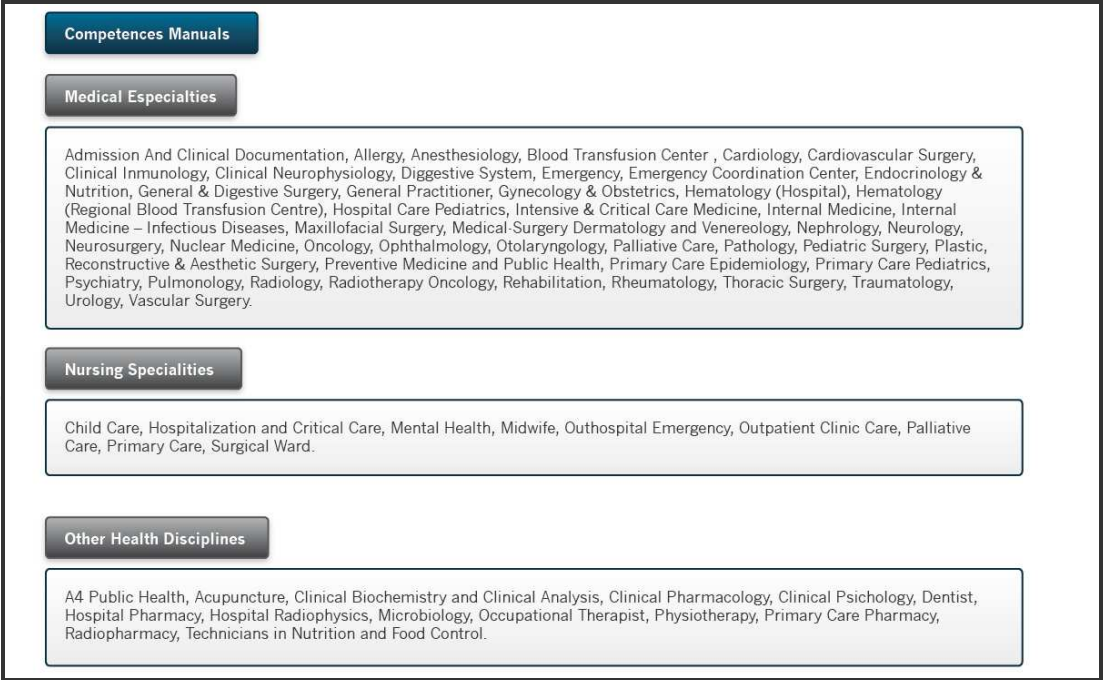 Competences Manuals
Medical Especialties
Admission And Clinical Documentation, Allergy, Anesthesiology, Blood Transfusion Center , Cardiology, Cardiovascular Surgery,
Clinical Inmunology, Clinical Neurophysiology, Diggestive System, Emergency, Emergency Coordination Center, Endocrinology &
Nutrition, General & Digestive Surgery, General Practitioner, Gynecology & Obstetrics, Hematology (Hospital), Hematology
(Regional Blood Transfusion Centre), Hospital Care Pediatrics, Intensive & Critical Care Medicine, Internal Medicine, Internal
Medicine – Infectious Diseases, Maxillofacial Surgery, Medical-Surgery Dermatology and Venereology, Nephrology, Neurology,
Neurosurgery, Nuclear Medicine, Oncology, Ophthalmology, Otolaryngology, Palliative Care, Pathology, Pediatric Surgery, Plastic,
Reconstructive & Aesthetic Surgery, Preventive Medicine and Public Health, Primary Care Epidemiology, Primary Care Pediatrics,
Psychiatry, Pulmonology, Radiology, Radiotherapy Oncology, Rehabilitation, Rheumatology, Thoracic Surgery, Traumatology,
Urology, Vascular Surgery.
Nursing Specialities
Child Care, Hospitalization and Critical Care, Mental Health, Midwife, Outhospital Emergency, Outpatient Clinic Care, Palliative
Care, Primary Care, Surgical Ward.
Other Health Disciplines
A4 Public Health, Acupuncture, Clinical Biochemistry and Clinical Analysis, Clinical Pharmacology, Clinical Psichology, Dentist,
Hospital Pharmacy, Hospital Radiophysics, Microbiology, Occupational Therapist, Physiotherapy, Primary Care Pharmacy,
Radiopharmacy, Technicians in Nutrition and Food Control.